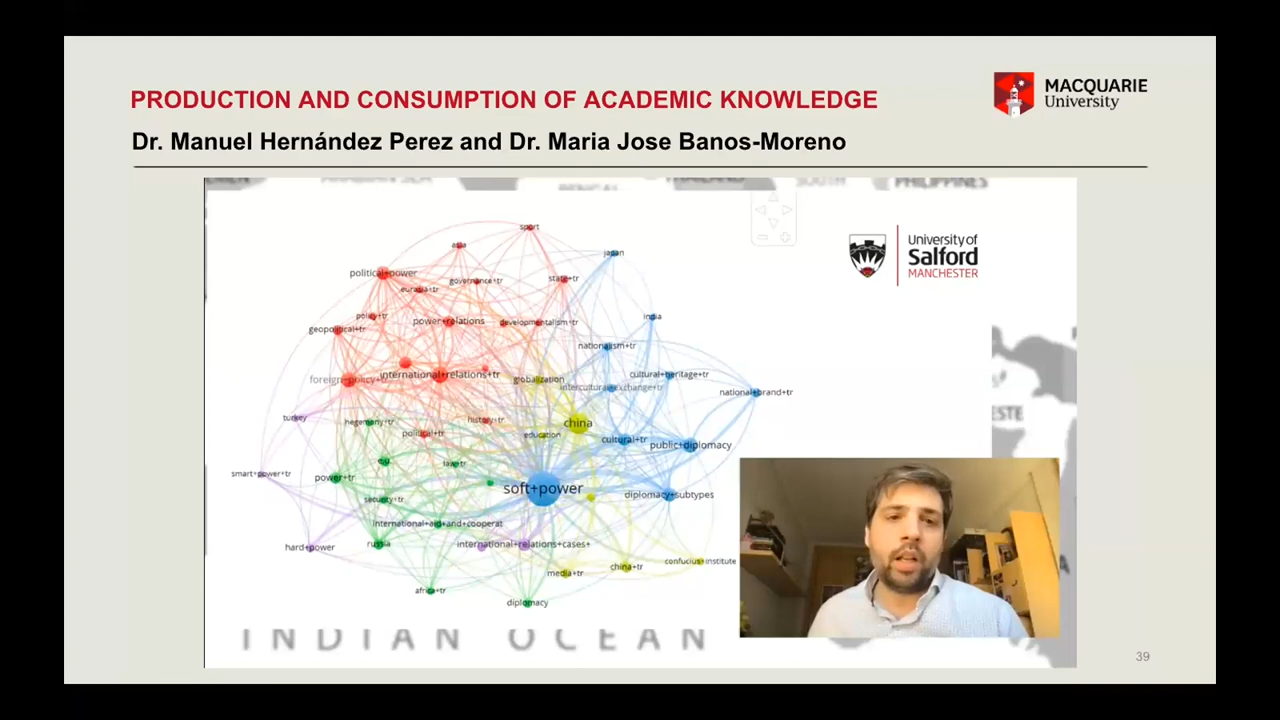 PRODUCTION AND CONSUMPTION OF ACADEMIC KNOWLEDGE
MACQUARIE
University
Dr. Manuel Hernández Perez and Dr. Maria Jose Banos-Moreno
PHILIPPINES
sport
asia
japan
University of
Salford
MANCHESTER
political+power
governance+tr
state+tr
eurasia+tr
policy+tr
geopolitical+tr
power+relations
developmentalism+tr
india
nationalism+tr
foreign+policy+tr
international+relations+tr
globalization
cultural+heritage+tr
intercultural+exchange+tr
national+brand+tr
ESTE
turkey
hegemony+tr
history+tr
china
political+tr
education
cultural+tr
public+diplomacy
smart+power+tr
power+tr
e.u.
law+tr
soft+power
diplomacy+subtypes
security+tr
international+aid+and+cooperat
hard+power
russia
international+relations+cases+
media+tr
china+tr
confucius+institute
africa+tr
diplomacy
INDIAN OCEAN
39